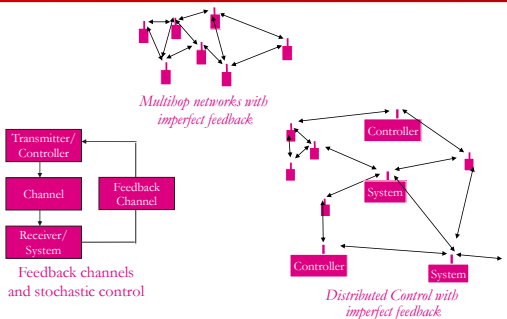 Multihop networks with
imperfect feedback
Transmitter/
Controller
Channel
Feedback
Channel
Receiver/
System
Feedback channels
and stochastic control
Controller
System
Controller
System
Distributed Control with
imperfect feedback